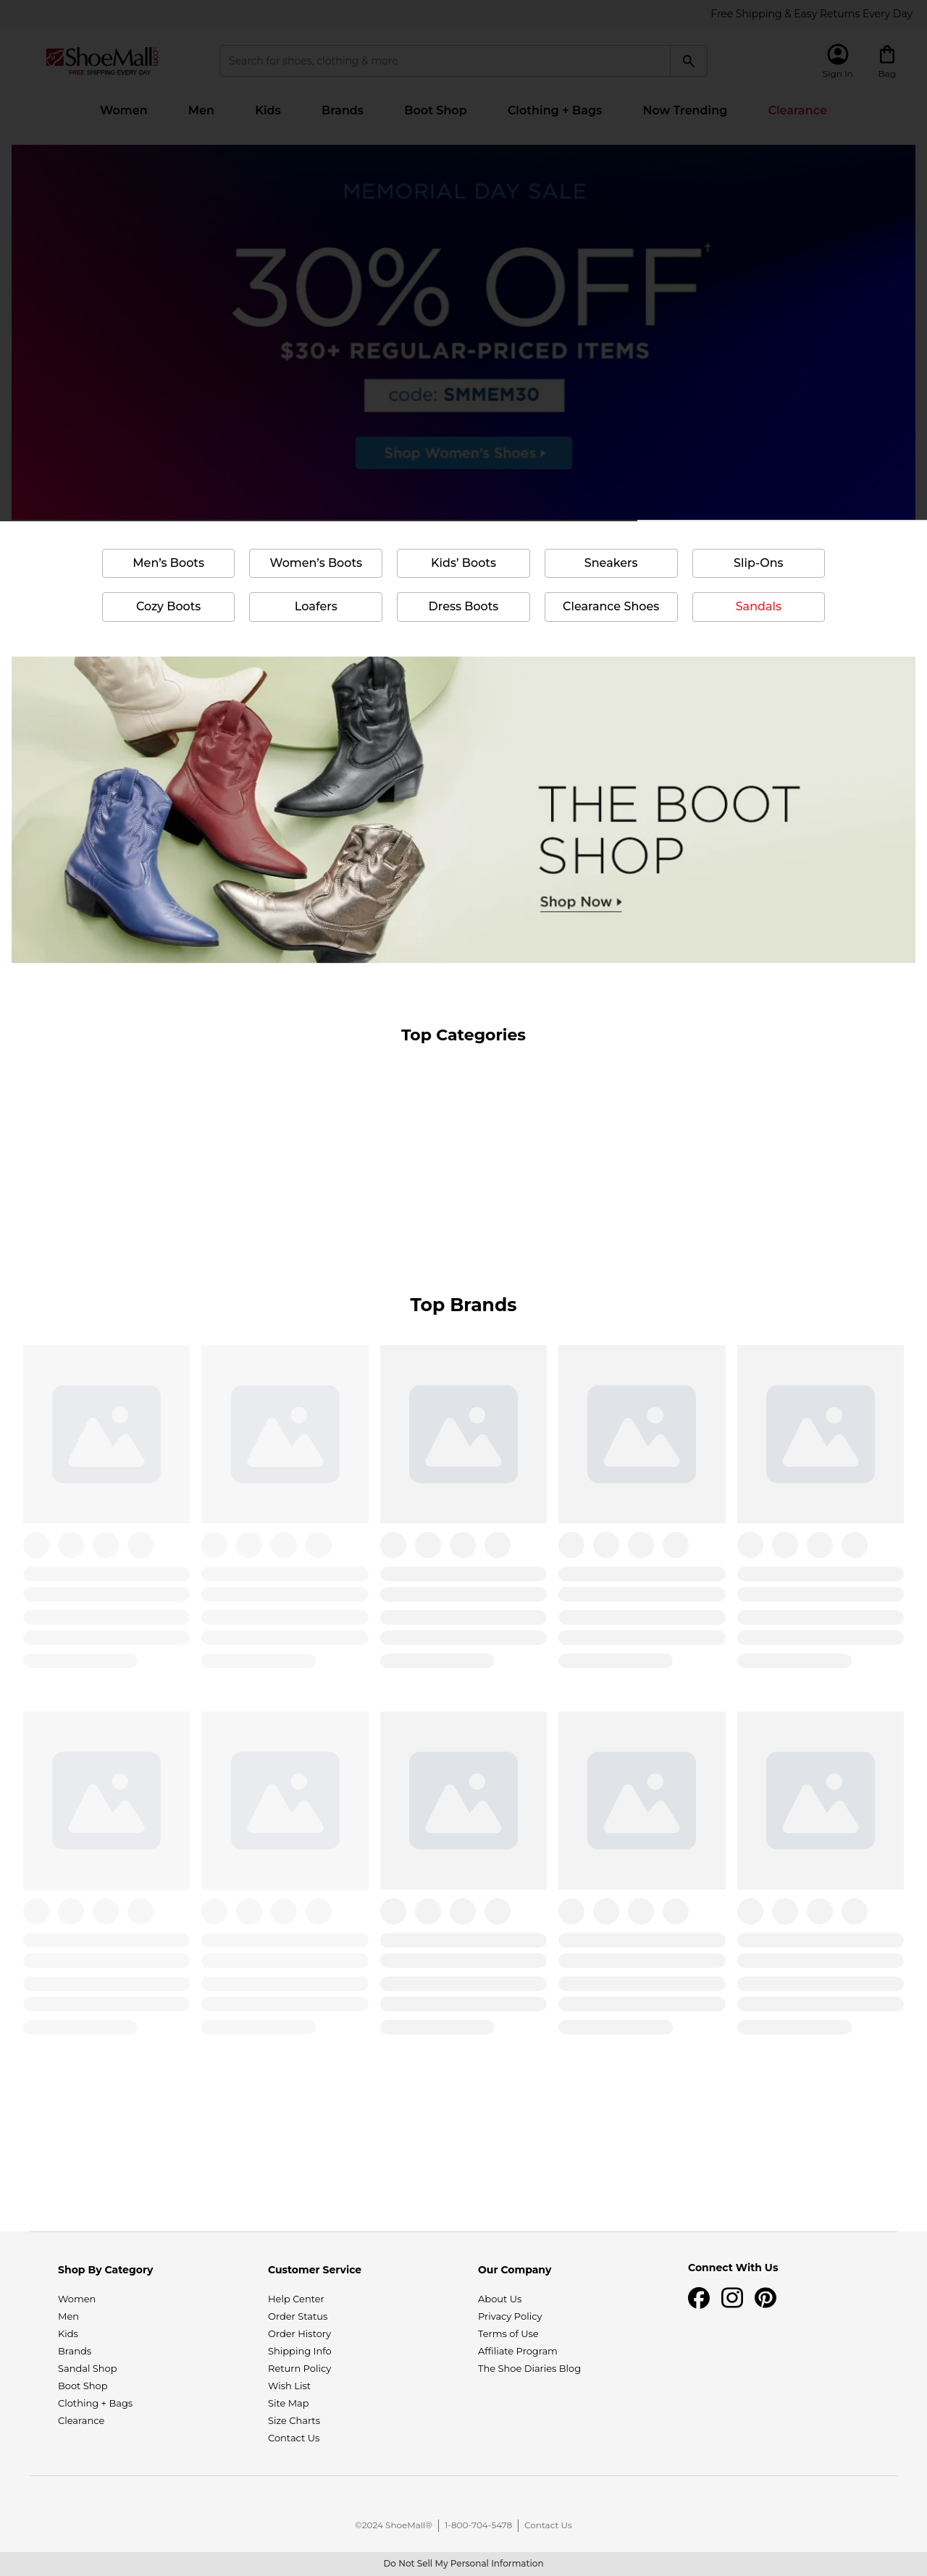 Free Shipping & Easy Returns Every Day
ShoeMall.com
FREE SHIPPING EVERY DAY
Search for shoes, clothing & more
Sign In
Bag
Women Men Kids Brands Boot Shop Clothing + Bags Now Trending Clearance
MEMORIAL DAY SALE
30% OFF†
$30+ REGULAR-PRICED ITEMS
code: SMMEM30
Shop Women's Shoes
Men’s Boots Women’s Boots Kids’ Boots Sneakers Slip-Ons
Cozy Boots Loafers Dress Boots Clearance Shoes Sandals
THE BOOT
SHOP
Shop Now
Top Categories
Top Brands
Shop By Category
Women
Men
Kids
Brands
Sandal Shop
Boot Shop
Clothing + Bags
Clearance
Customer Service
Help Center
Order Status
Order History
Shipping Info
Return Policy
Wish List
Site Map
Size Charts
Contact Us
Our Company
About Us
Privacy Policy
Terms of Use
Affiliate Program
The Shoe Diaries Blog
Connect With Us
©2024 ShoeMall® | 1-800-704-5478 | Contact Us
Do Not Sell My Personal Information